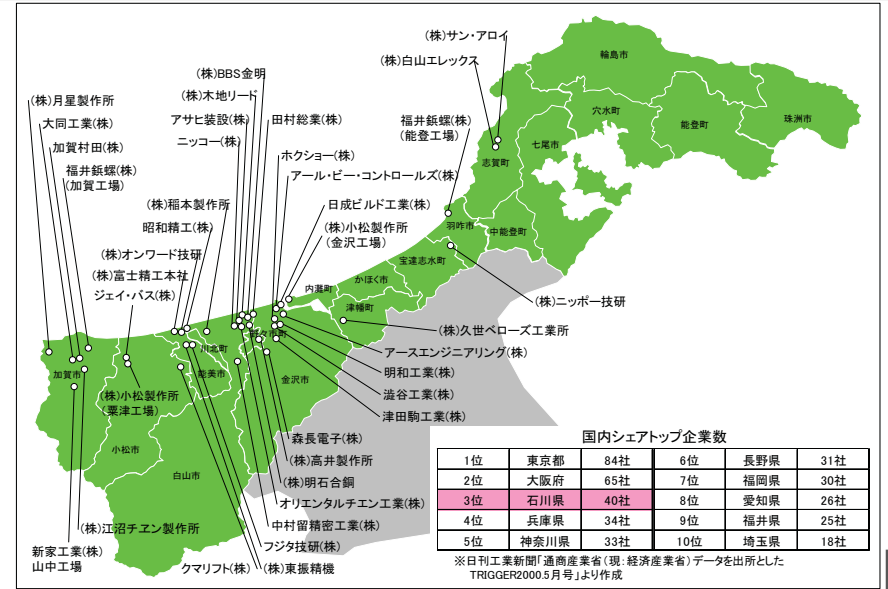 (株)サン・アロイ
(株)白山エレックス
(株)BBS金明
(株)木地リード
アサヒ装設(株)
ニッコー(株)
田村総業(株)
ホクショー(株)
アール・ビー・コントロールズ(株)
日成ビルド工業(株)
(株)小松製作所
(金沢工場)
福井鋲螺(株)
(能登工場)
(株)月星製作所
大同工業(株)
加賀村田(株)
福井鋲螺(株)
(加賀工場)
(株)稲本製作所
昭和精工(株)
(株)オンワード技研
(株)富士精工本社
ジェイ・バス(株)
輪島市
珠洲市
穴水町
能登町
七尾市
志賀町
中能登町
羽咋市
宝達志水町
かほく市
内灘町
津幡町
野々市町
金沢市
川北町
能美市
加賀市
小松市
白山市
(株)ニッポー技研
(株)久世ベローズ工業所
アースエンジニアリング(株)
明和工業(株)
澁谷工業(株)
津田駒工業(株)
(株)小松製作所
(粟津工場)
森長電子(株)
(株)高井製作所
(株)明石合銅
オリエンタルチエン工業(株)
中村留精密工業(株)
フジタ技研(株)
(株)東振精機
クマリフト(株)
(株)江沼チヱン製作所
新家工業(株)
山中工場
国内シェアトップ企業数
1位 東京都 84社 6位 長野県 31社
2位 大阪府 65社 7位 福岡県 30社
3位 石川県 40社 8位 愛知県 26社
4位 兵庫県 34社 9位 福井県 25社
5位 神奈川県 33社 10位 埼玉県 18社
※日刊工業新聞「通商産業省(現:経済産業省)データを出所とした
TRIGGER2000.5月号」より作成